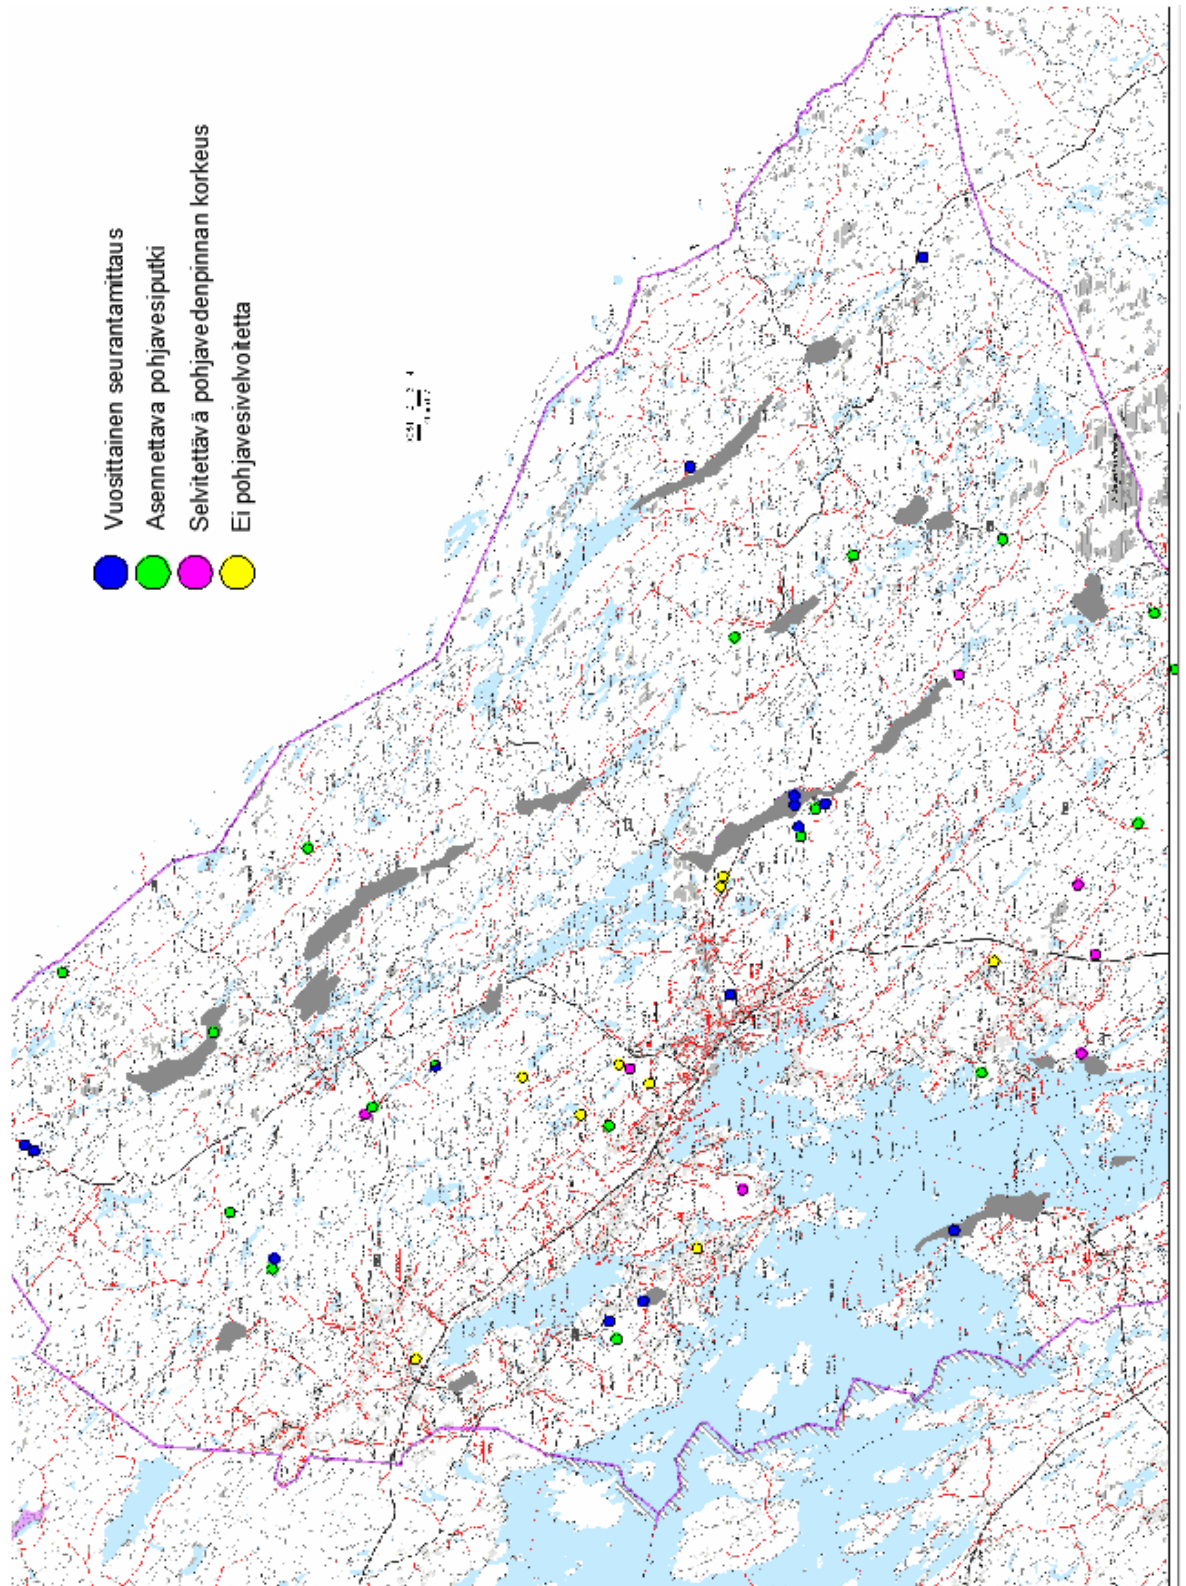 Vuosittainen seurantamittaus
Asennettava pohjavesiputki
Selvitettävä pohjavedenpinnan korkeus
Ei pohjavesivelvoitetta